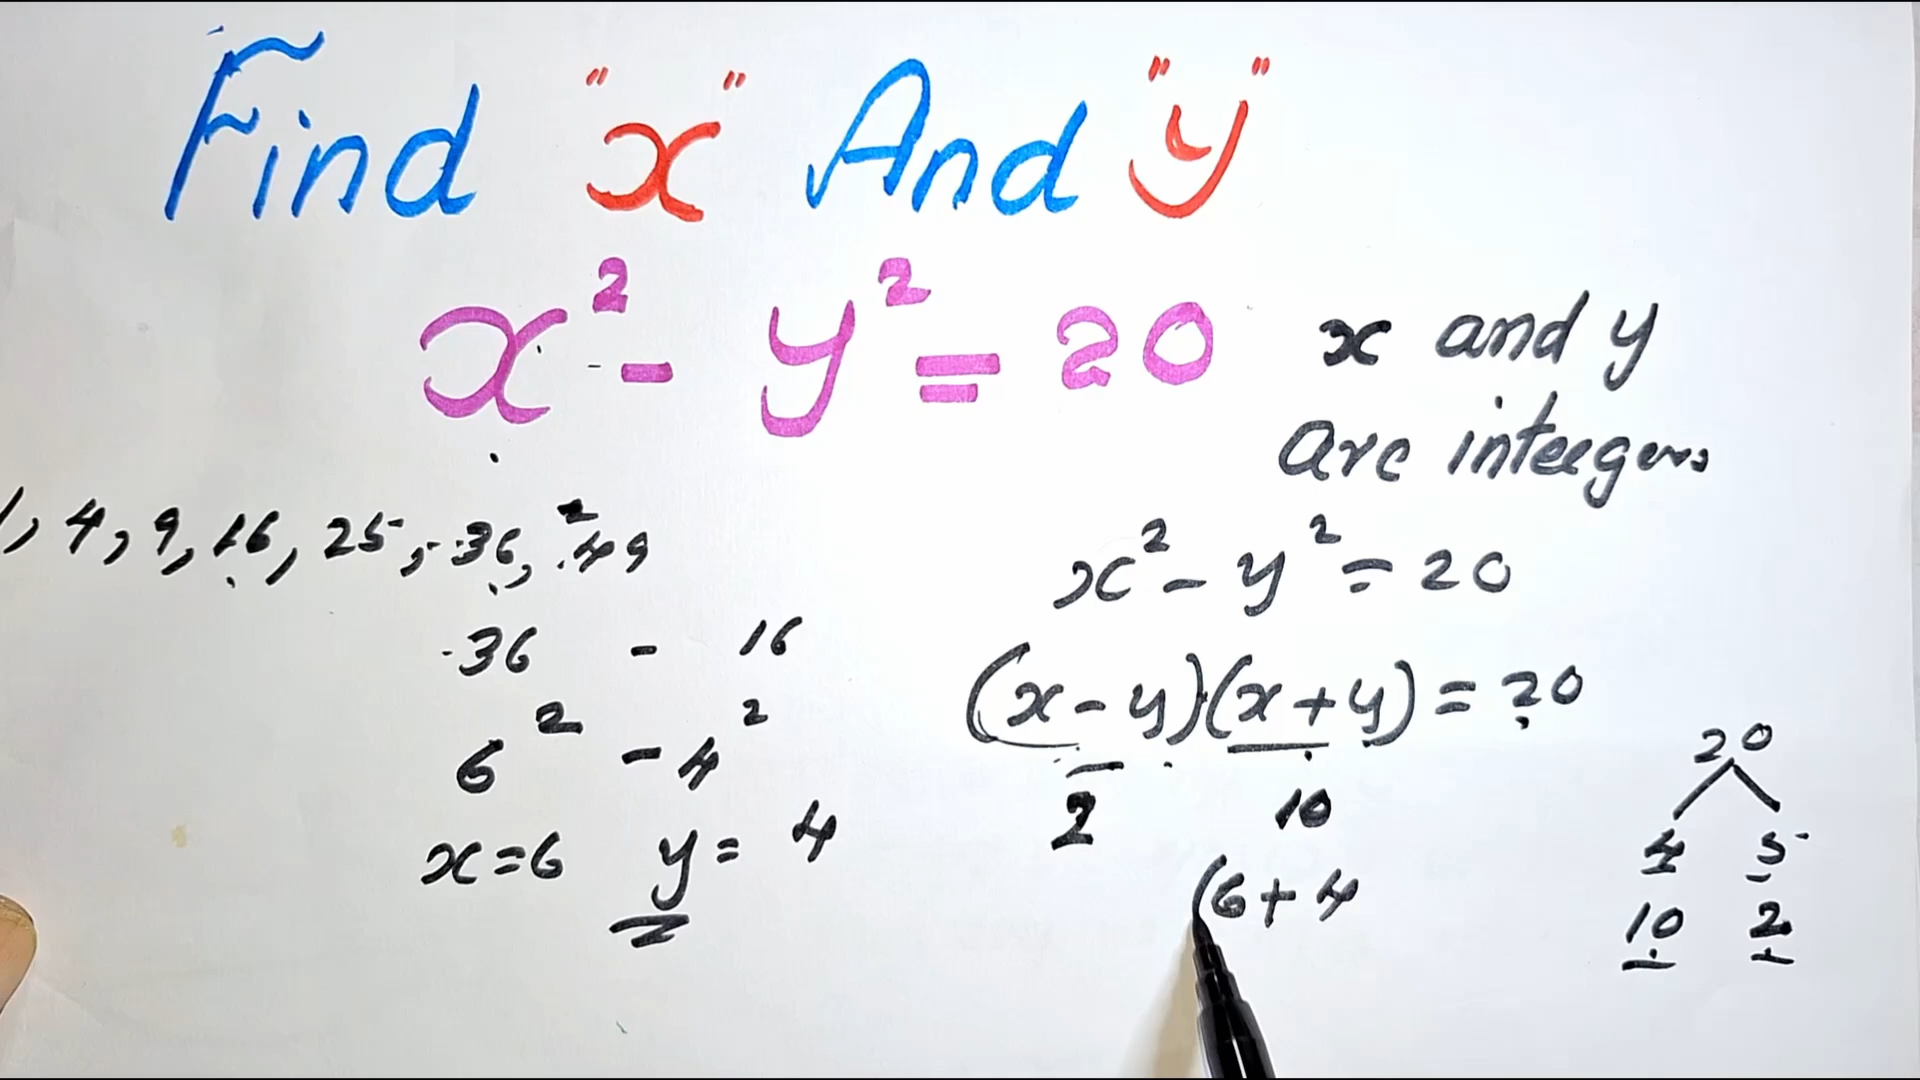 Find "x" And "y"
x² - y² = 20
x and y
are inteegers
1, 4, 9, 16, 25, 36, 49
36 - 16
6² - 4²
x=6 y= 4
x² - y² = 20
(x - y)(x + y) = 20
2 10
(6 + 4
20
4 5
10 2